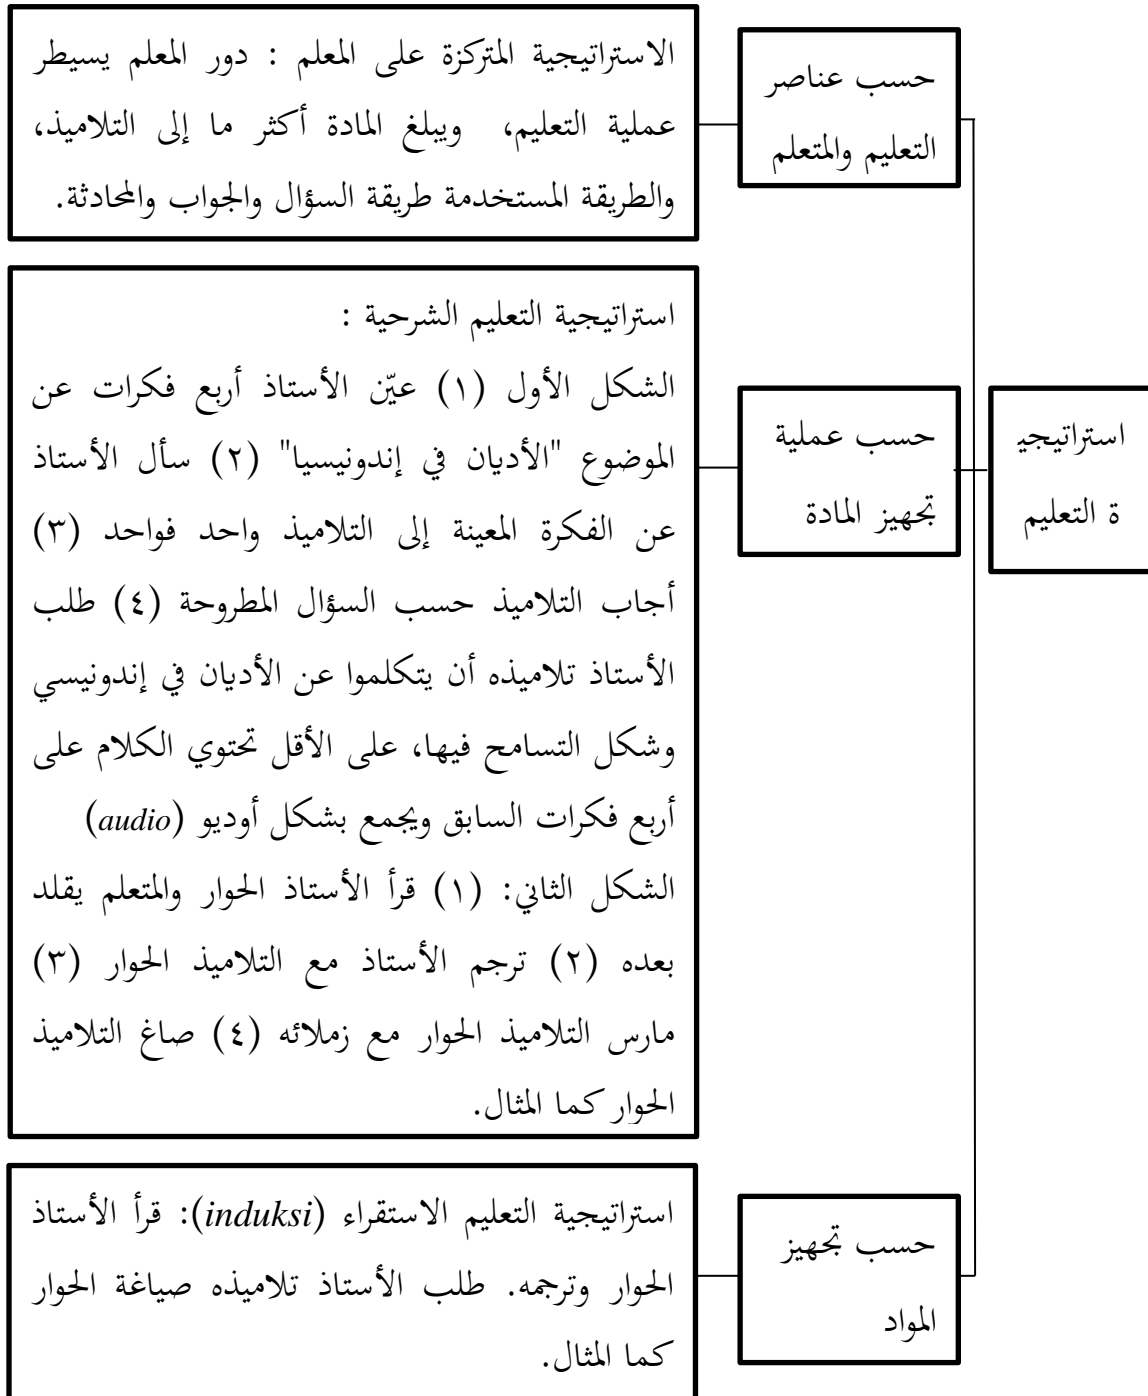 استراتيجي
ة التعليم
حسب عناصر
التعليم والمتعلم
الاستراتيجية المتركزة على المعلم : دور المعلم يسيطر
عملية التعليم، ويبلغ المادة أكثر ما إلى التلاميذ،
والطريقة المستخدمة طريقة السؤال والجواب والمحادثة.
حسب عملية
تجهيز المادة
استراتيجية التعليم الشرحية :
الشكل الأول (١) عيّن الأستاذ أربع فكرات عن
الموضوع "الأديان في إندونيسيا" (٢) سأل الأستاذ
عن الفكرة المعينة إلى التلاميذ واحد فواحد (٣)
أجاب التلاميذ حسب السؤال المطروحة (٤) طلب
الأستاذ تلاميذه أن يتكلموا عن الأديان في إندونيسي
وشكل التسامح فيها، على الأقل تحتوي الكلام على
أربع فكرات السابق ويجمع بشكل أوديو (audio)
الشكل الثاني: (١) قرأ الأستاذ الحوار والمتعلم يقلد
بعده (٢) ترجم الأستاذ مع التلاميذ الحوار (٣)
مارس التلاميذ الحوار مع زملائه (٤) صاغ التلاميذ
الحوار كما المثال.
حسب تجهيز
المواد
استراتيجية التعليم الاستقراء (induksi): قرأ الأستاذ
الحوار وترجمه. طلب الأستاذ تلاميذه صياغة الحوار
كما المثال.